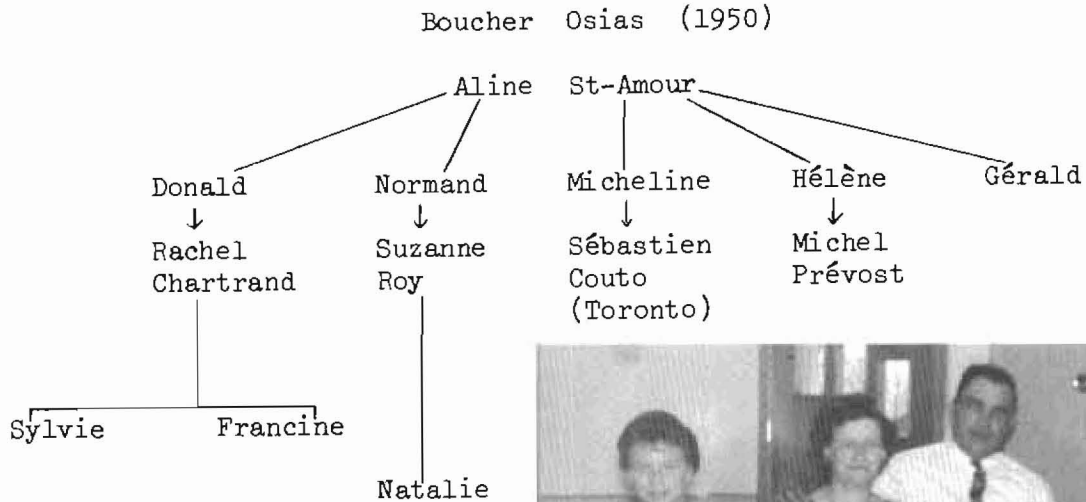 Boucher Osias (1950)
Aline St-Amour
Donald Normand Micheline Hélène Gérald
Rachel Suzanne Sébastien Michel
Chartrand Roy Couto Prévost
(Toronto)
Sylvie Francine
Natalie